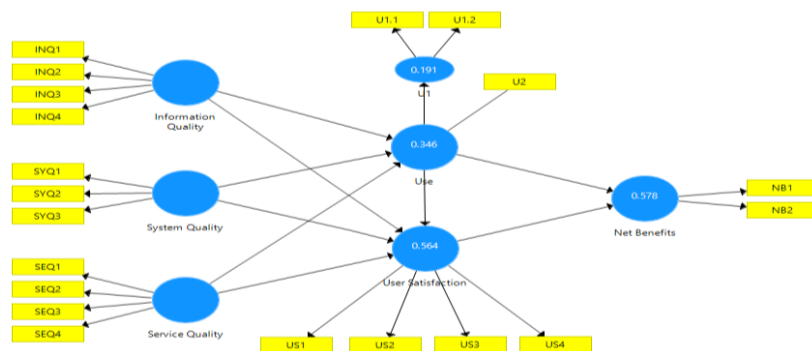 U1.1
U1.2
INQ1
INQ2
INQ3
INQ4
Information
Quality
0.191
U1
U2
0.346
Use
SYQ1
SYQ2
SYQ3
System Quality
0.578
Net Benefits
NB1
NB2
0.564
User Satisfaction
SEQ1
SEQ2
SEQ3
SEQ4
Service Quality
US1
US2
US3
US4